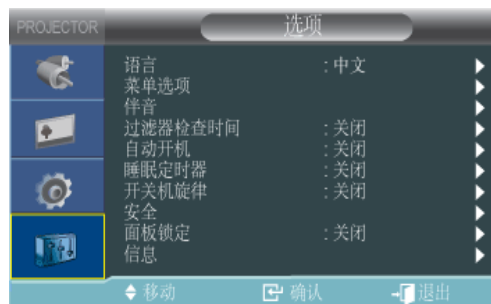 PROJECTOR 选项
语言 : 中文
菜单选项
伴音
过滤器检查时间 : 关闭
自动开机 : 关闭
睡眠定时器 : 关闭
开关机旋律 : 关闭
安全
面板锁定 : 关闭
信息
移动 确认 退出